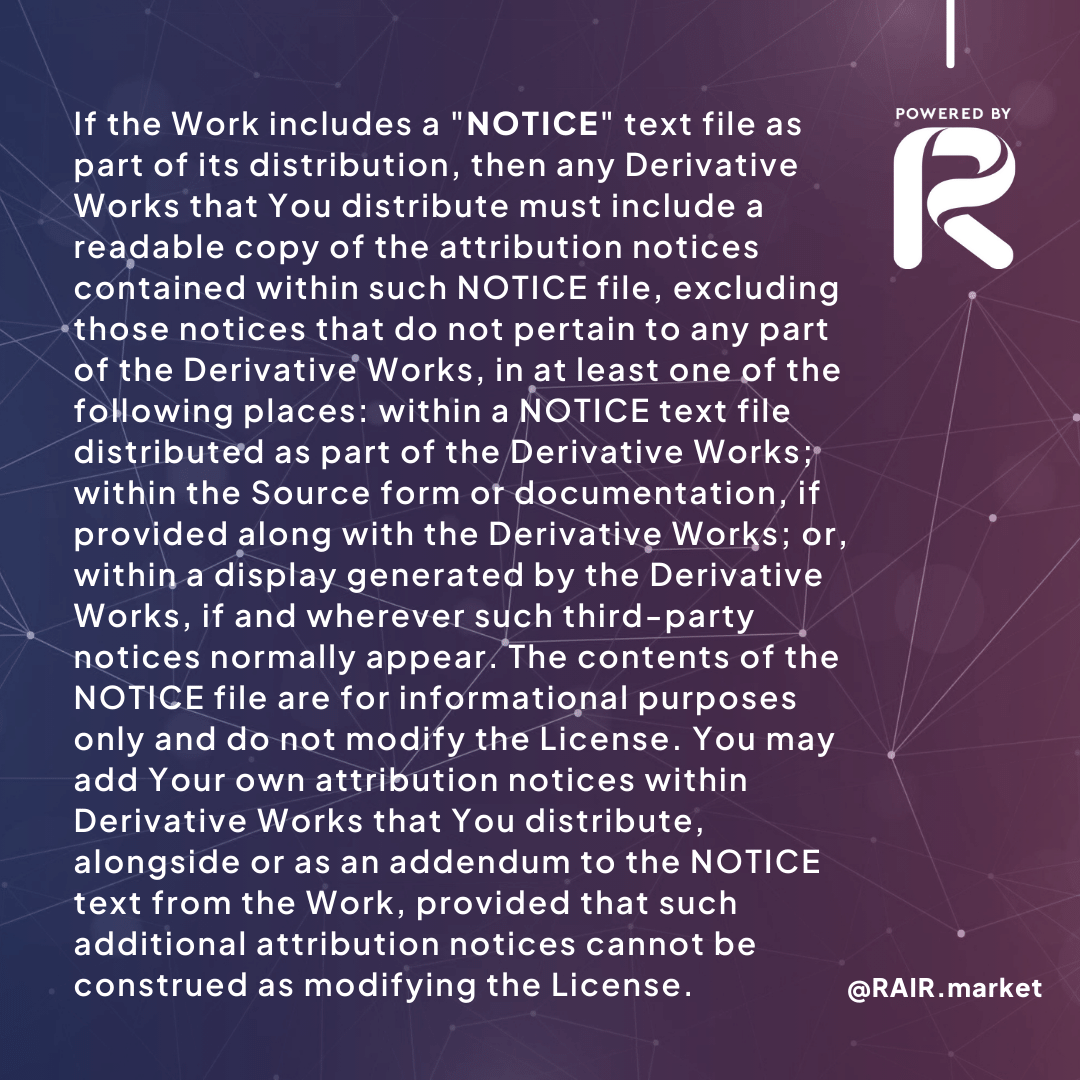 POWERED BY
R
If the Work includes a "NOTICE" text file as
part of its distribution, then any Derivative
Works that You distribute must include a
readable copy of the attribution notices
contained within such NOTICE file, excluding
those notices that do not pertain to any part
of the Derivative Works, in at least one of the
following places: within a NOTICE text file
distributed as part of the Derivative Works;
within the Source form or documentation, if
provided along with the Derivative Works; or,
within a display generated by the Derivative
Works, if and wherever such third-party
notices normally appear. The contents of the
NOTICE file are for informational purposes
only and do not modify the License. You may
add Your own attribution notices within
Derivative Works that You distribute,
alongside or as an addendum to the NOTICE
text from the Work, provided that such
additional attribution notices cannot be
construed as modifying the License.
@RAIR.market